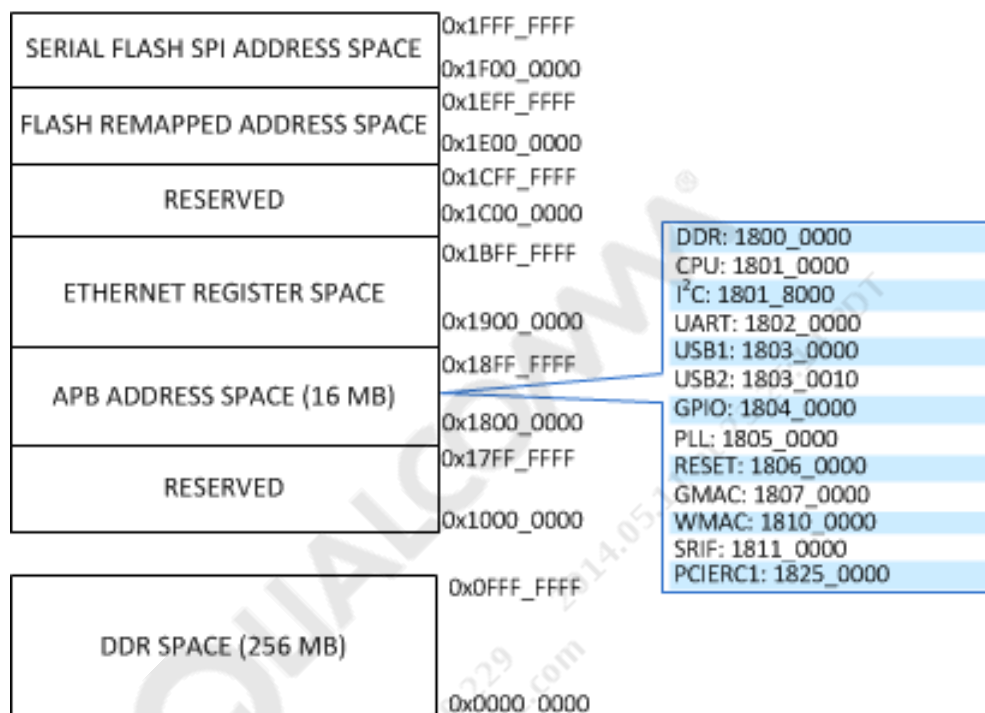 SERIAL FLASH SPI ADDRESS SPACE
0x1FFF_FFFF
0x1F00_0000
FLASH REMAPPED ADDRESS SPACE
0x1EFF_FFFF
0x1E00_0000
RESERVED
0x1CFF_FFFF
0x1C00_0000
ETHERNET REGISTER SPACE
0x1BFF_FFFF
0x1900_0000
APB ADDRESS SPACE (16 MB)
0x18FF_FFFF
0x1800_0000
RESERVED
0x17FF_FFFF
0x1000_0000
DDR SPACE (256 MB)
0x0FFF_FFFF
0x0000_0000
DDR: 1800_0000
CPU: 1801_0000
I²C: 1801_8000
UART: 1802_0000
USB1: 1803_0000
USB2: 1803_0010
GPIO: 1804_0000
PLL: 1805_0000
RESET: 1806_0000
GMAC: 1807_0000
WMAC: 1810_0000
SRIF: 1811_0000
PCIERC1: 1825_0000
QUALCOMM®